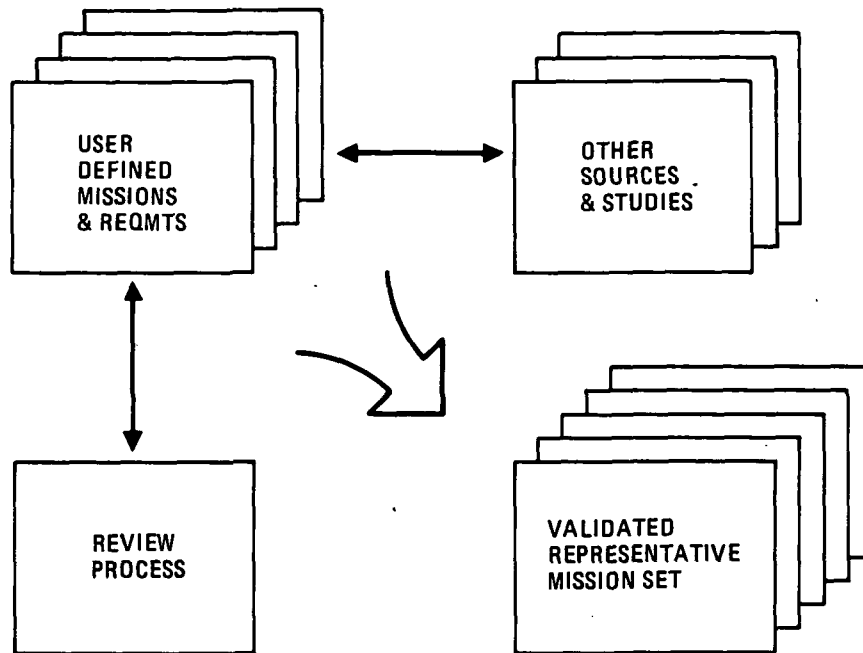 USER
DEFINED
MISSIONS
& REQMTS
OTHER
SOURCES
& STUDIES
REVIEW
PROCESS
VALIDATED
REPRESENTATIVE
MISSION SET